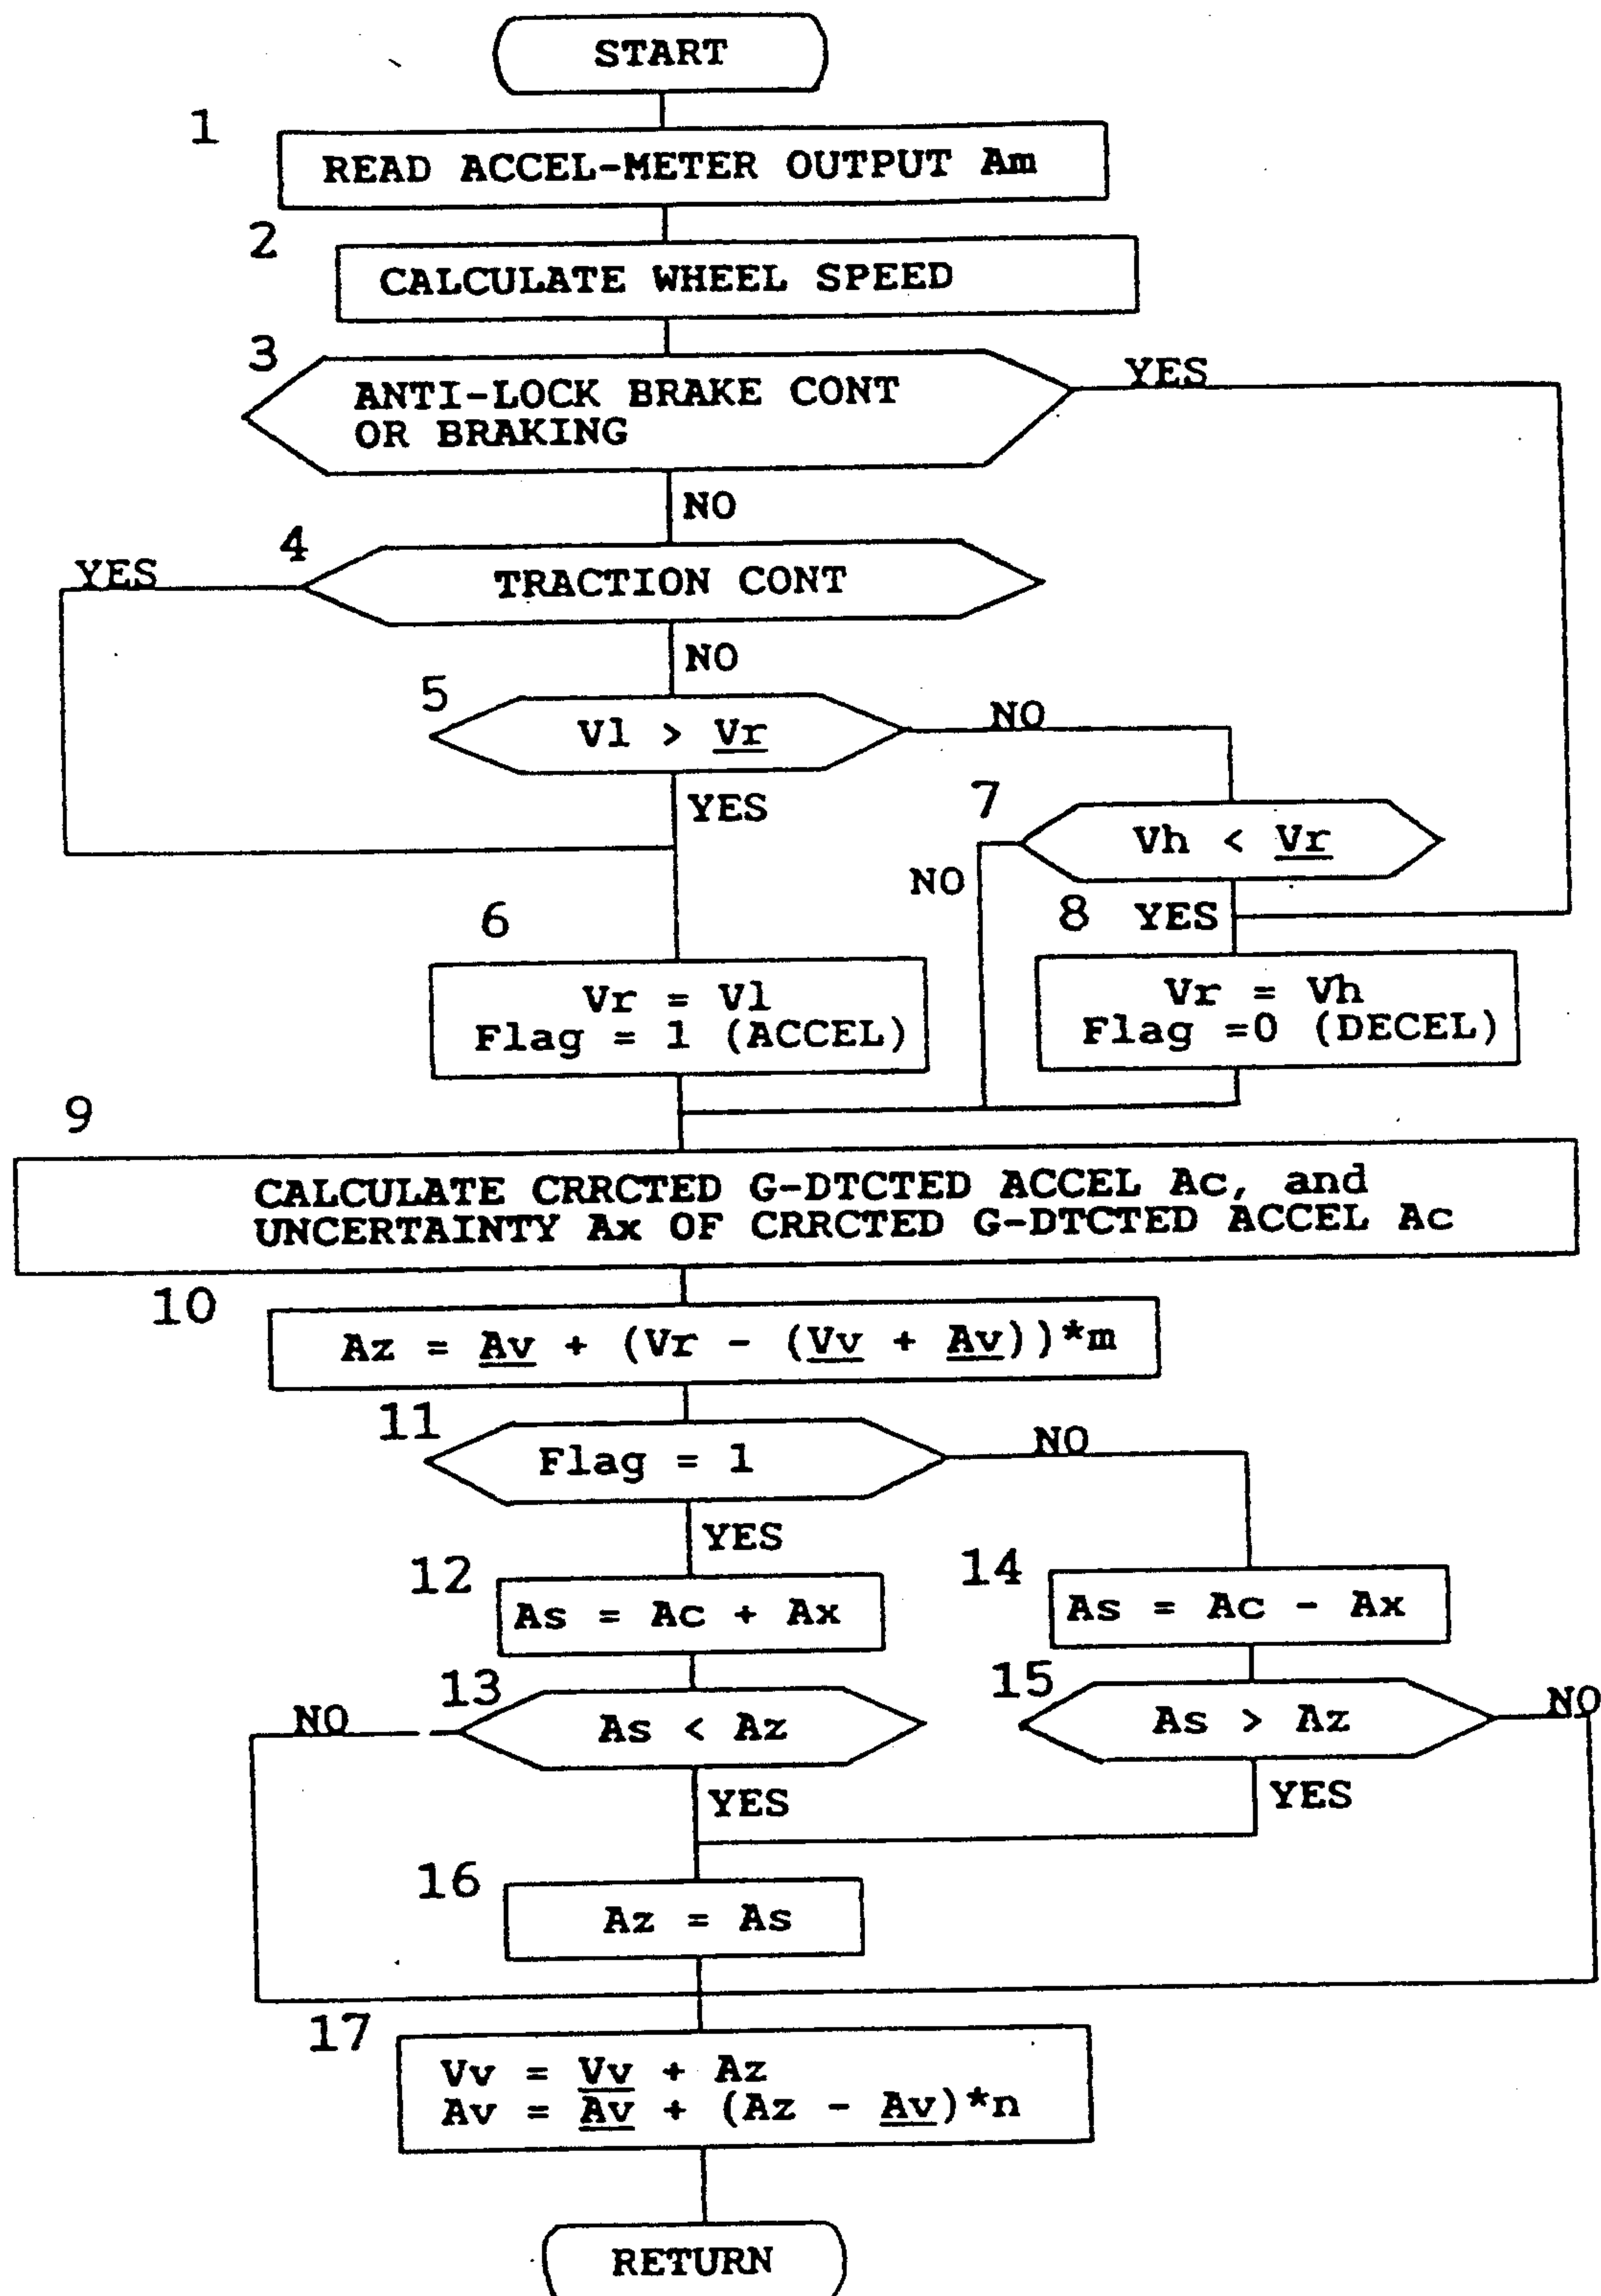 START
1
READ ACCEL-METER OUTPUT Am
2
CALCULATE WHEEL SPEED
3
ANTI-LOCK BRAKE CONT
OR BRAKING
YES
NO
4
YES
TRACTION CONT
NO
5
Vl > Vr
NO
YES
7
Vh < Vr
NO
8 YES
6
Vr = Vl
Flag = 1 (ACCEL)
Vr = Vh
Flag =0 (DECEL)
9
CALCULATE CRRCTED G-DTCTED ACCEL Ac, and
UNCERTAINTY Ax OF CRRCTED G-DTCTED ACCEL Ac
10
Az = Av + (Vr - (Vv + Av))*m
11
Flag = 1
NO
YES
12
As = Ac + Ax
14
As = Ac - Ax
13
NO
As < Az
YES
15
As > Az
NO
YES
16
Az = As
17
Vv = Vv + Az
Av = Av + (Az - Av)*n
RETURN